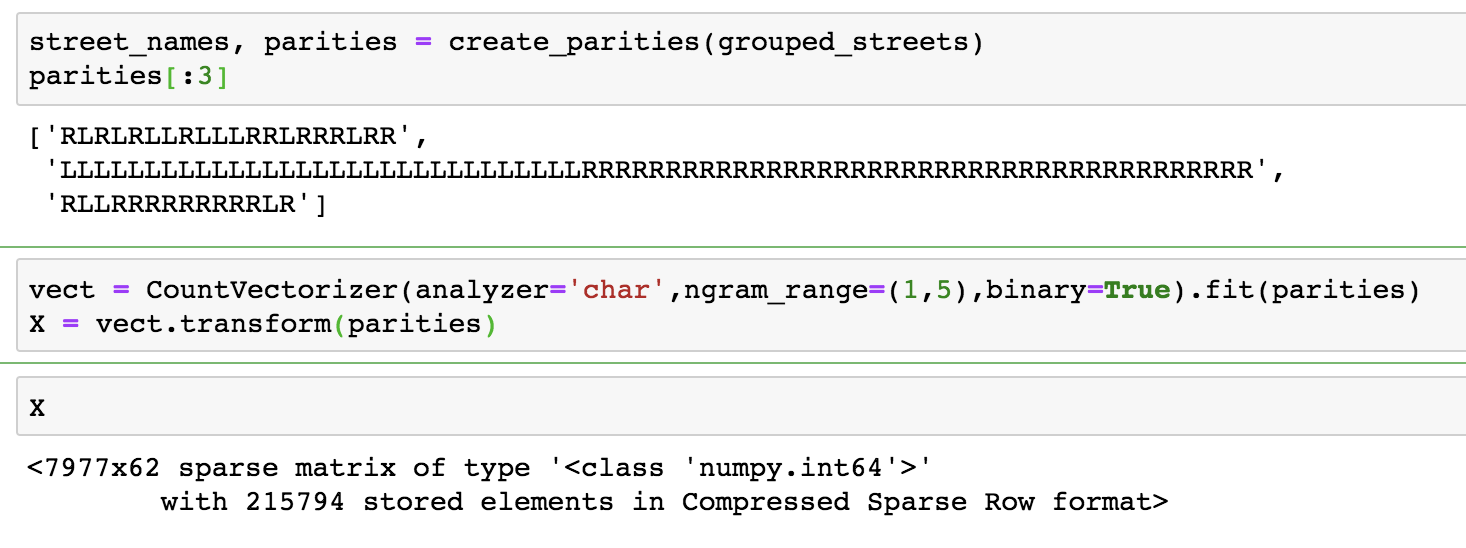 street_names, parities = create_parities(grouped_streets)
parities[:3]
['RLRLRLLRLLLRRLRRRLRR',
'LLLLLLLLLLLLLLLLLLLLLLLLLLLLLLLRRRRRRRRRRRRRRRRRRRRRRRRRRRRRRRRRRRRRRRR',
'RLLRRRRRRRRRLR']
vect = CountVectorizer(analyzer='char',ngram_range=(1,5),binary=True).fit(parities)
X = vect.transform(parities)
X
<7977x62 sparse matrix of type '<class 'numpy.int64'>'
with 215794 stored elements in Compressed Sparse Row format>